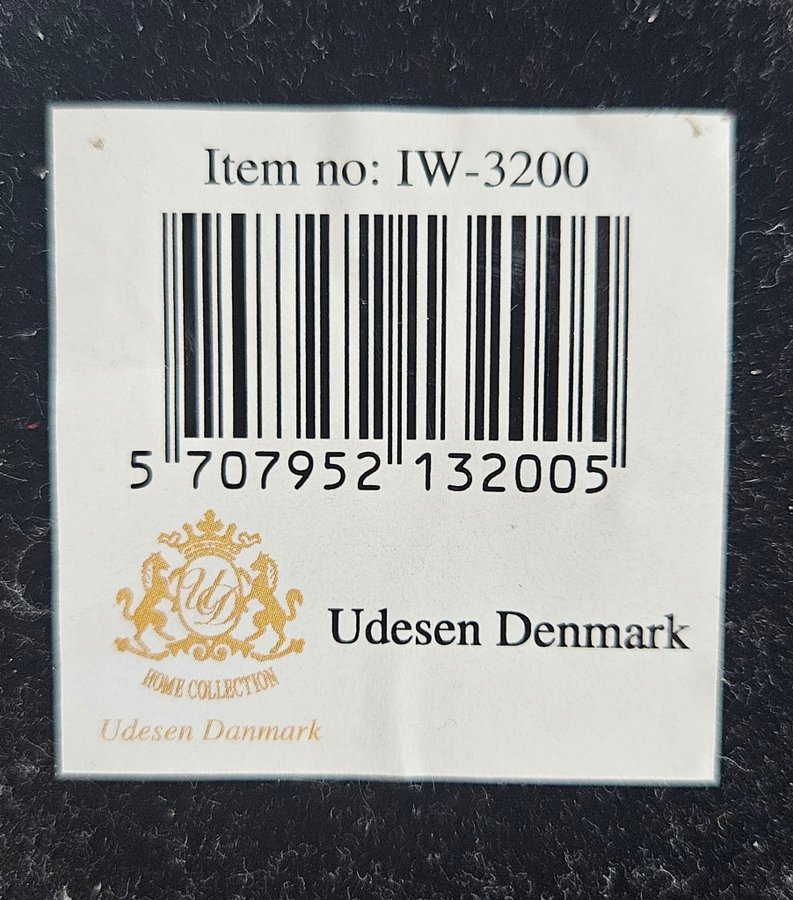 Item no: IW-3200
5 707952 132005
UD
HOME COLLECTION
Udesen Denmark
Udesen Danmark